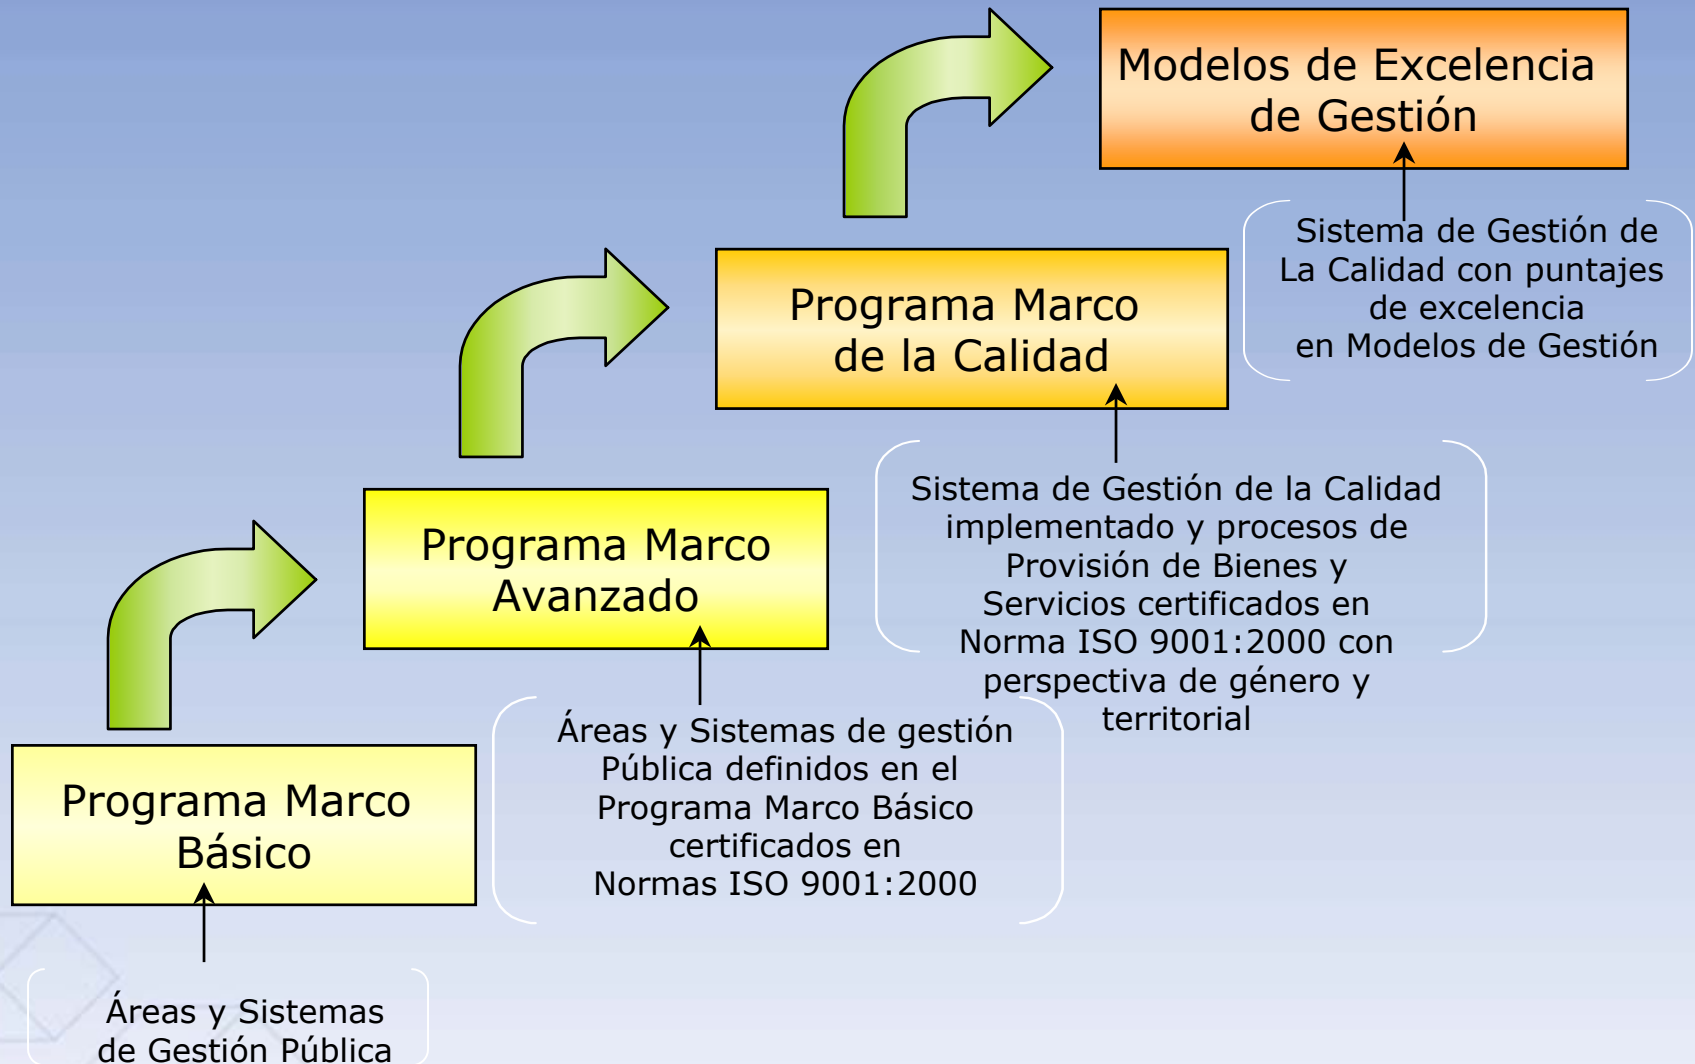 Modelos de Excelencia
de Gestión
Sistema de Gestión de
La Calidad con puntajes
de excelencia
en Modelos de Gestión
Programa Marco
de la Calidad
Sistema de Gestión de la Calidad
implementado y procesos de
Provisión de Bienes y
Servicios certificados en
Norma ISO 9001:2000 con
perspectiva de género y
territorial
Programa Marco
Avanzado
Áreas y Sistemas de gestión
Pública definidos en el
Programa Marco Básico
certificados en
Normas ISO 9001:2000
Programa Marco
Básico
Áreas y Sistemas
de Gestión Pública